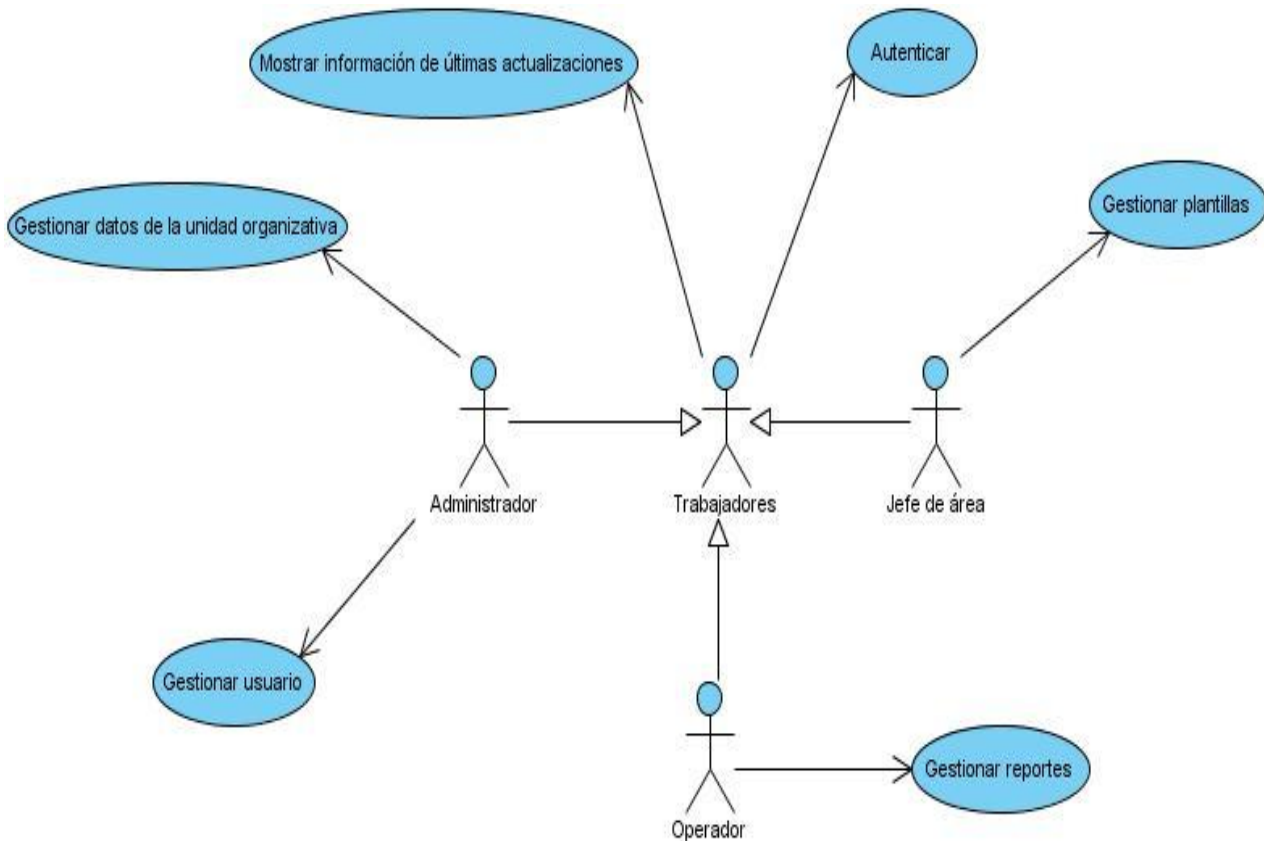 Mostrar información de últimas actualizaciones
Autenticar
Gestionar plantillas
Gestionar datos de la unidad organizativa
Administrador
Trabajadores
Jefe de área
Gestionar usuario
Gestionar reportes
Operador